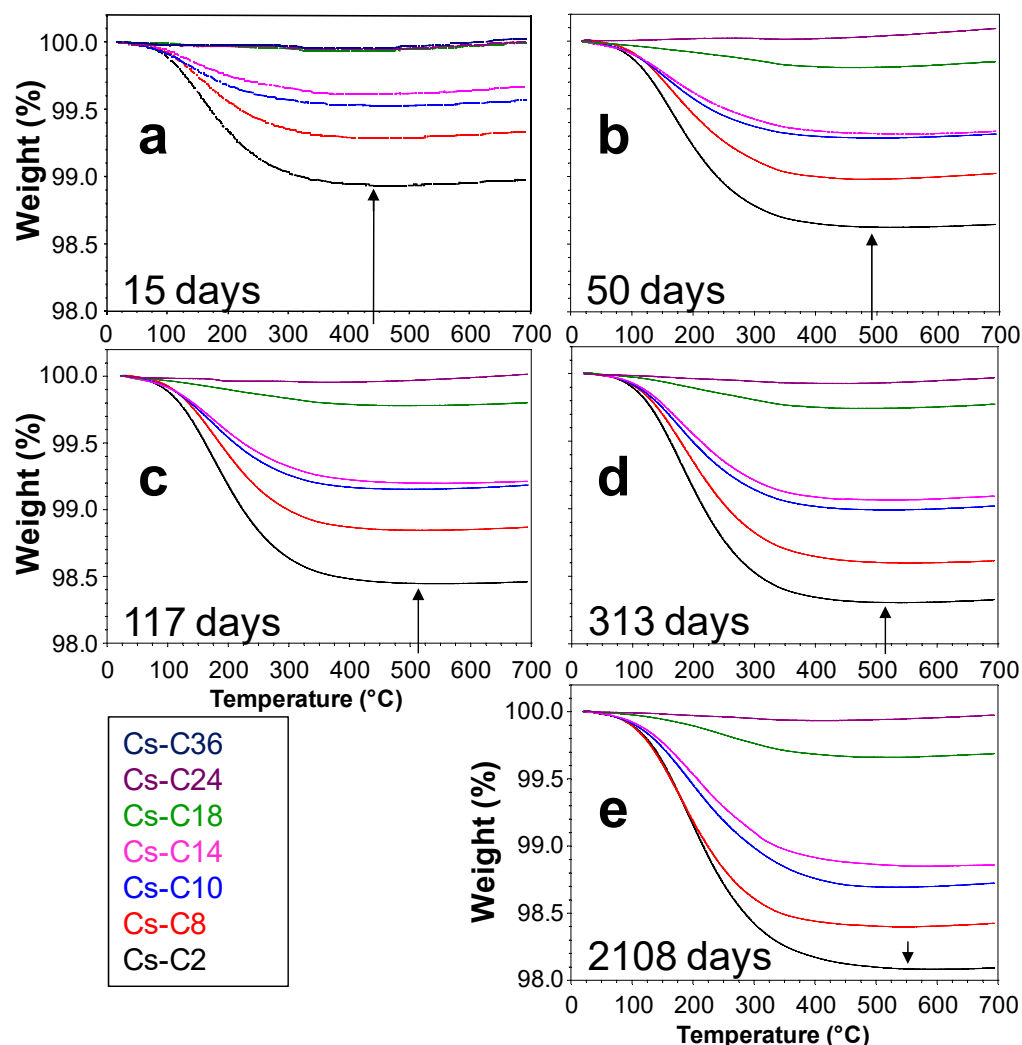 100.0
99.5
99.0
98.5
98.0
Weight (%)
a
15 days
0 100 200 300 400 500 600 700
b
50 days
0 100 200 300 400 500 600 700
100.0
99.5
99.0
98.5
98.0
Weight (%)
c
117 days
0 100 200 300 400 500 600 700
Temperature (°C)
d
313 days
0 100 200 300 400 500 600 700
Cs-C36
Cs-C24
Cs-C18
Cs-C14
Cs-C10
Cs-C8
Cs-C2
100.0
99.5
99.0
98.5
98.0
Weight (%)
e
2108 days
0 100 200 300 400 500 600 700
Temperature (°C)